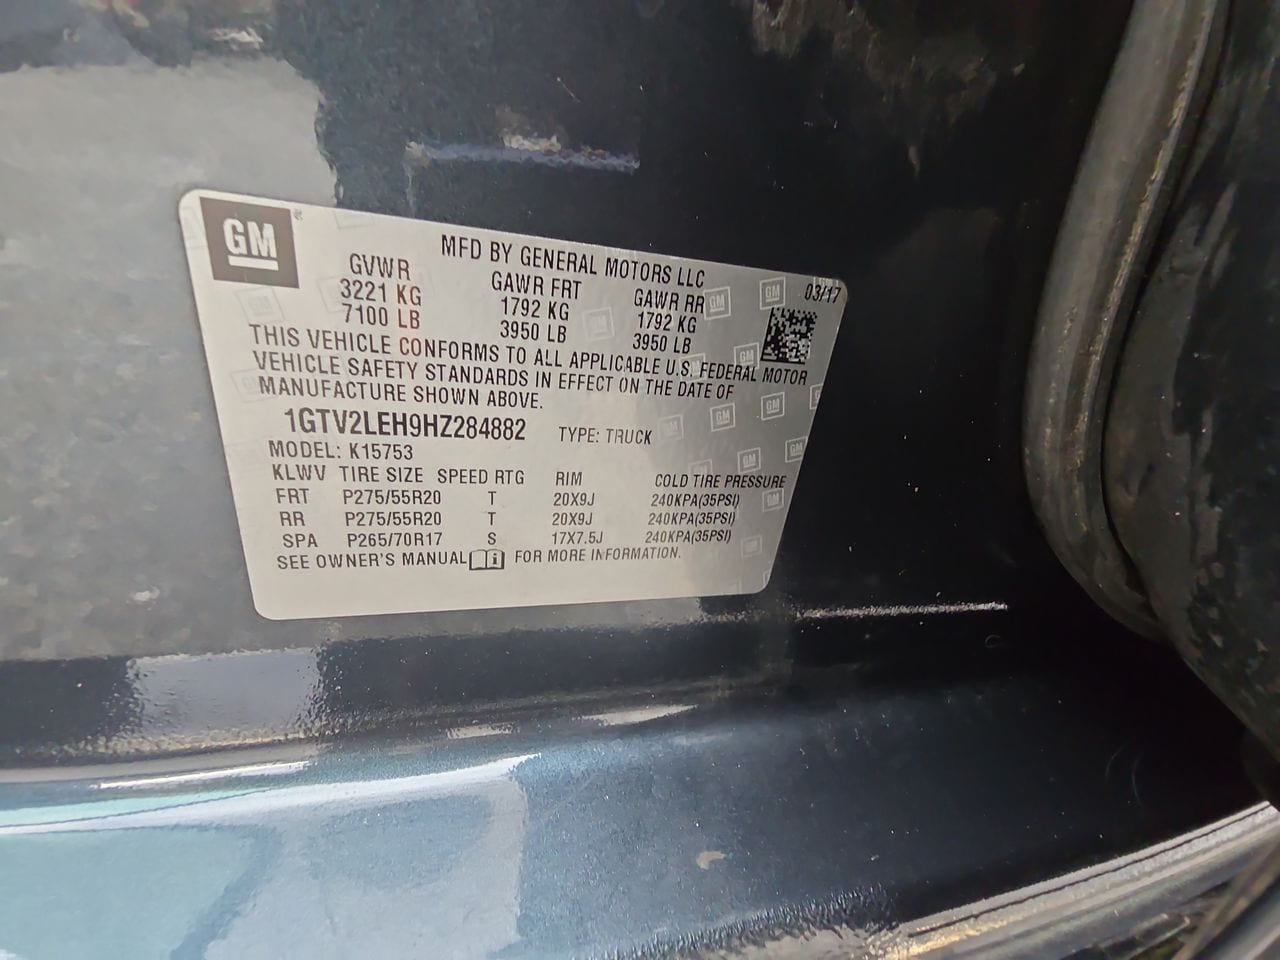 GM
MFD BY GENERAL MOTORS LLC
03/17
GVWR GAWR FRT GAWR RR
3221 KG 1792 KG 1792 KG
7100 LB 3950 LB 3950 LB
THIS VEHICLE CONFORMS TO ALL APPLICABLE U.S. FEDERAL MOTOR
VEHICLE SAFETY STANDARDS IN EFFECT ON THE DATE OF
MANUFACTURE SHOWN ABOVE.
1GTV2LEH9HZ284882 TYPE: TRUCK
MODEL: K15753
KLWV TIRE SIZE SPEED RTG RIM COLD TIRE PRESSURE
FRT P275/55R20 T 20X9J 240KPA(35PSI)
RR P275/55R20 T 20X9J 240KPA(35PSI)
SPA P265/70R17 S 17X7.5J 240KPA(35PSI)
SEE OWNER'S MANUAL i FOR MORE INFORMATION.